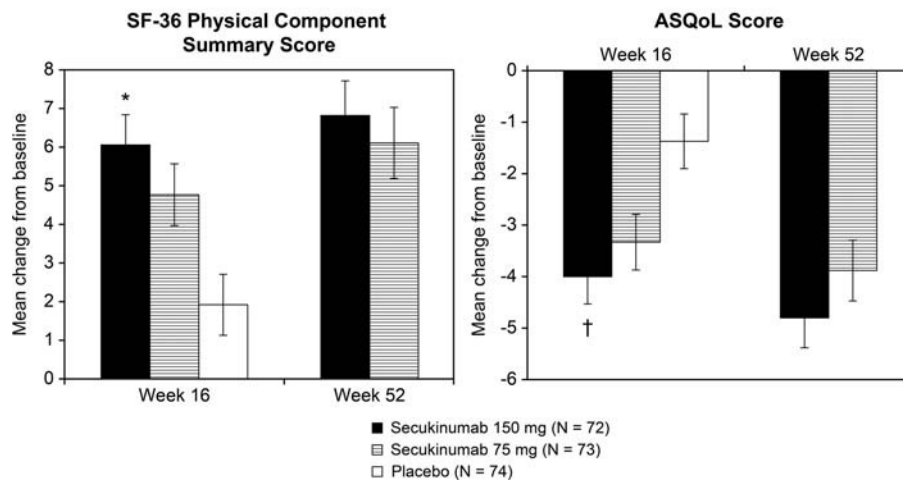 SF-36 Physical Component
Summary Score
Mean change from baseline
8
7
6
5
4
3
2
1
0
*
Week 16
Week 52
ASQoL Score
Week 16
Week 52
Mean change from baseline
0
-1
-2
-3
-4
-5
-6
†
Secukinumab 150 mg (N = 72)
Secukinumab 75 mg (N = 73)
Placebo (N = 74)